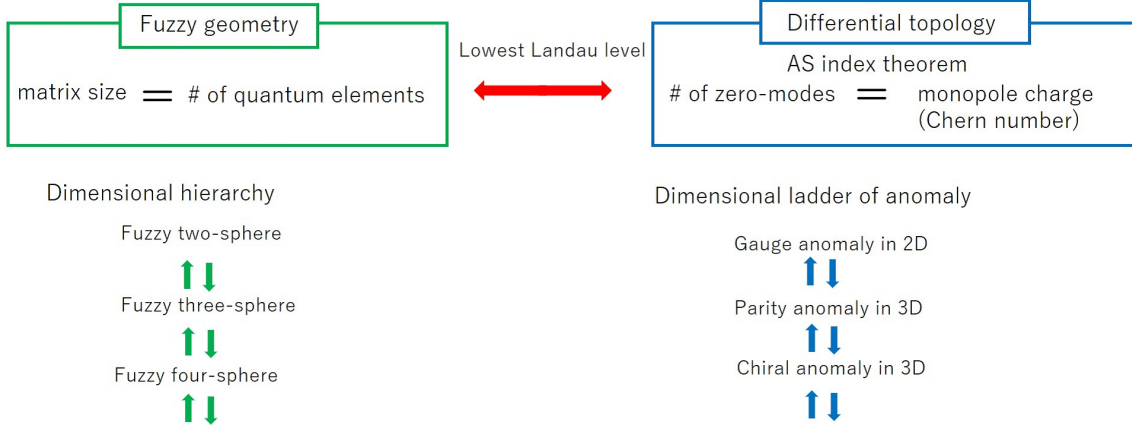 Fuzzy geometry
matrix size = # of quantum elements
Lowest Landau level
Differential topology
AS index theorem
# of zero-modes = monopole charge
(Chern number)
Dimensional hierarchy
Fuzzy two-sphere
Fuzzy three-sphere
Fuzzy four-sphere
Dimensional ladder of anomaly
Gauge anomaly in 2D
Parity anomaly in 3D
Chiral anomaly in 3D